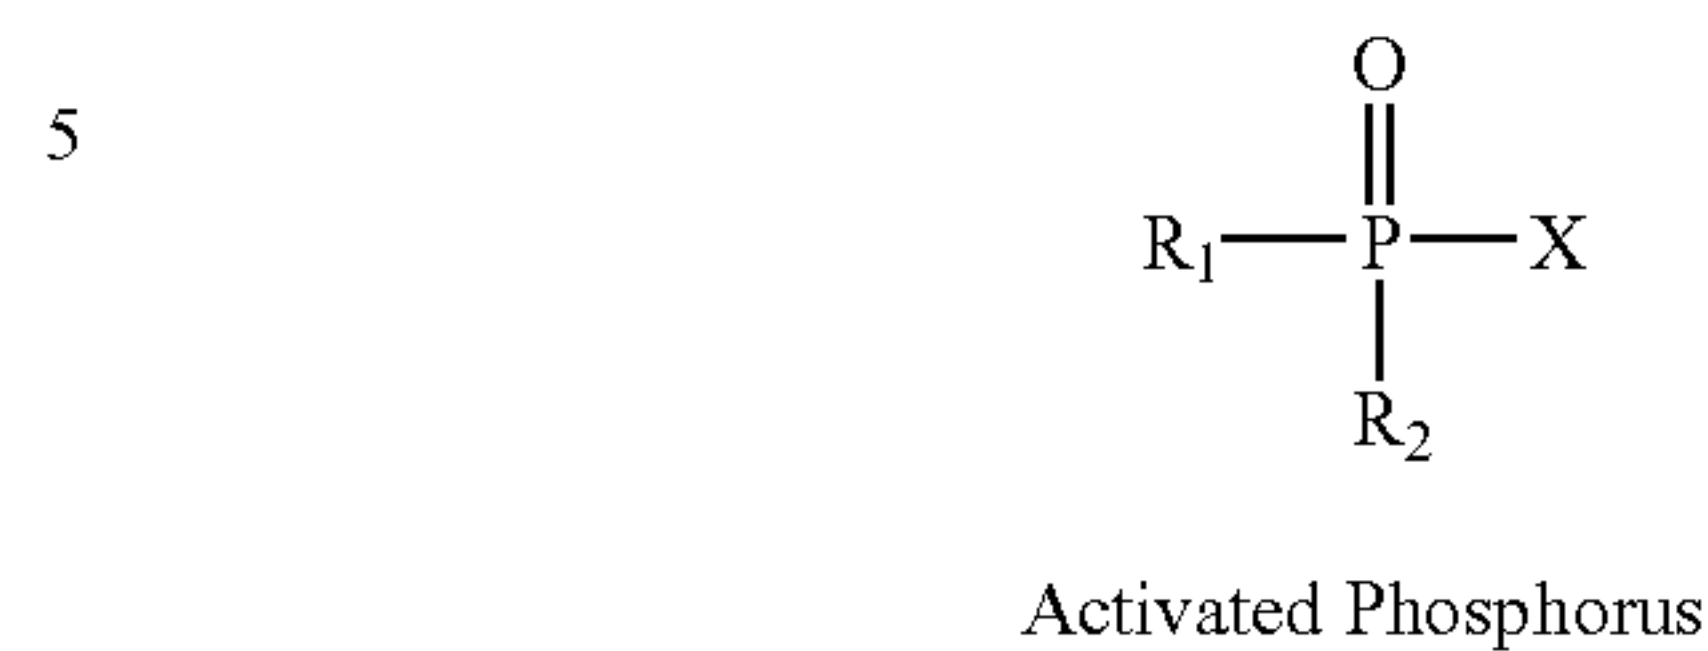 O
5
R₁ P X
R₂
Activated Phosphorus